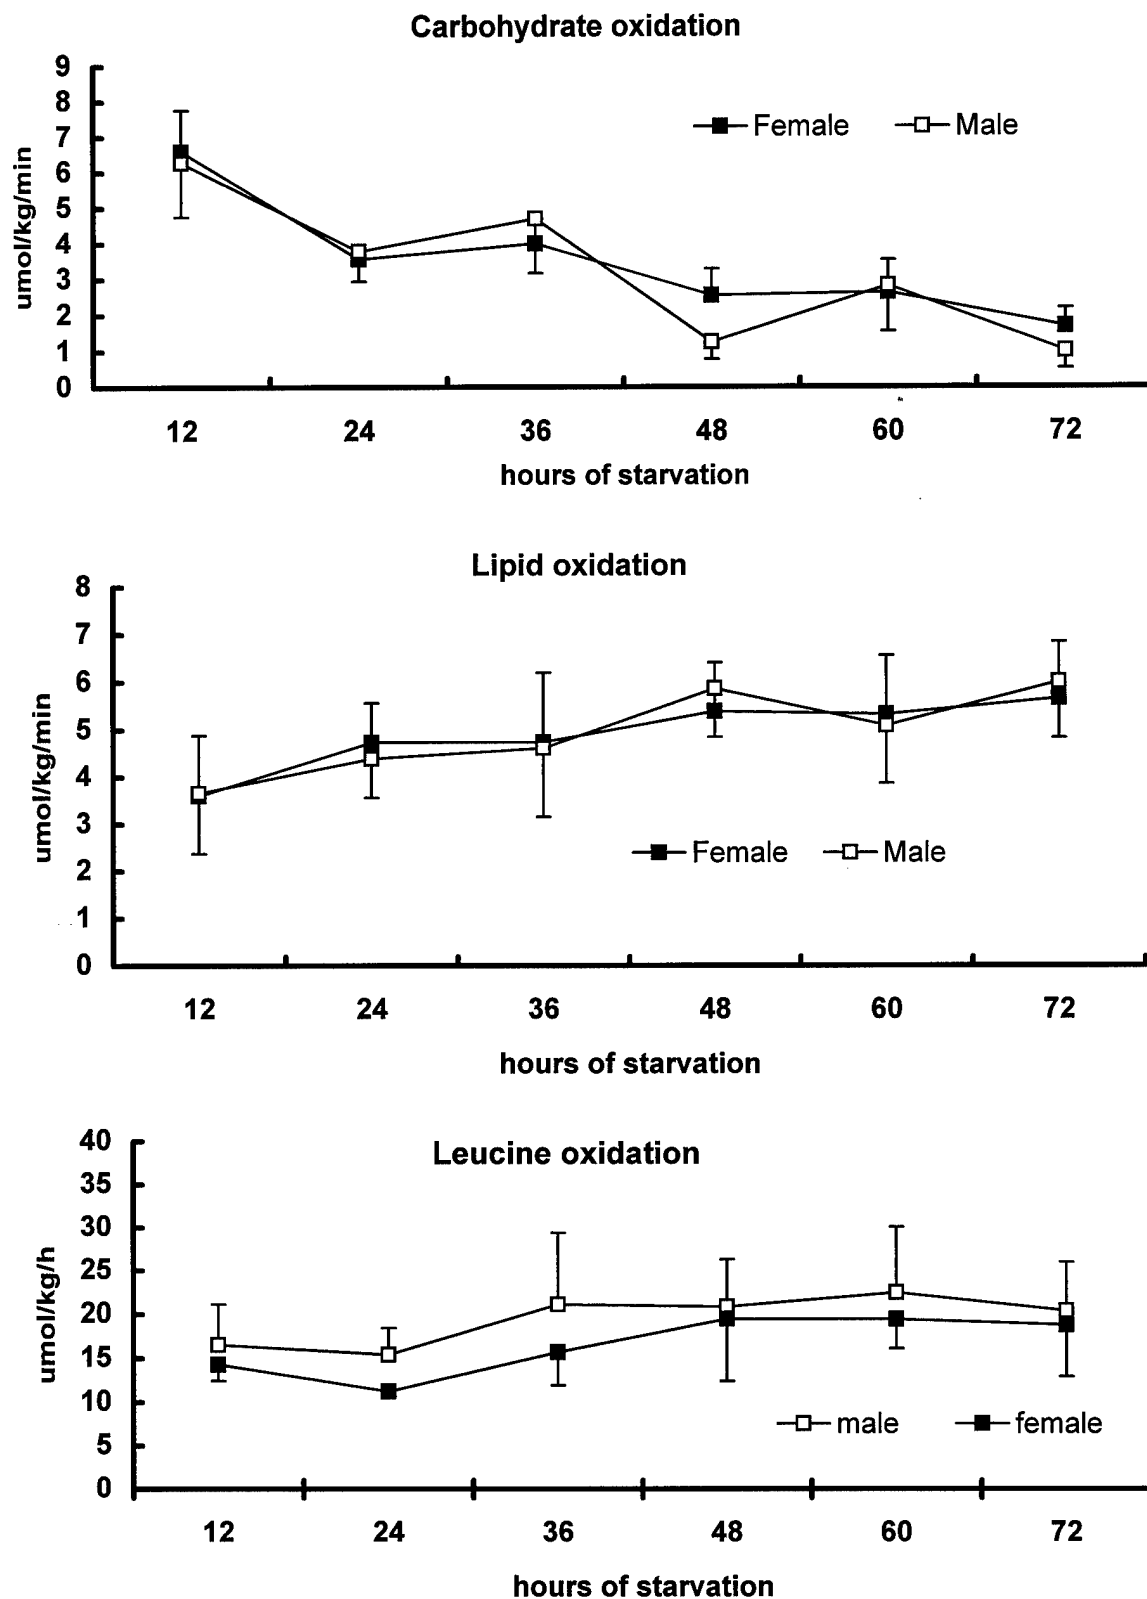 Carbohydrate oxidation
9
8
7
6
5
4
3
2
1
0
umol/kg/min
Female Male
12 24 36 48 60 72
hours of starvation
Lipid oxidation
8
7
6
5
4
3
2
1
0
umol/kg/min
Female Male
12 24 36 48 60 72
hours of starvation
Leucine oxidation
40
35
30
25
20
15
10
5
0
umol/kg/h
male female
12 24 36 48 60 72
hours of starvation